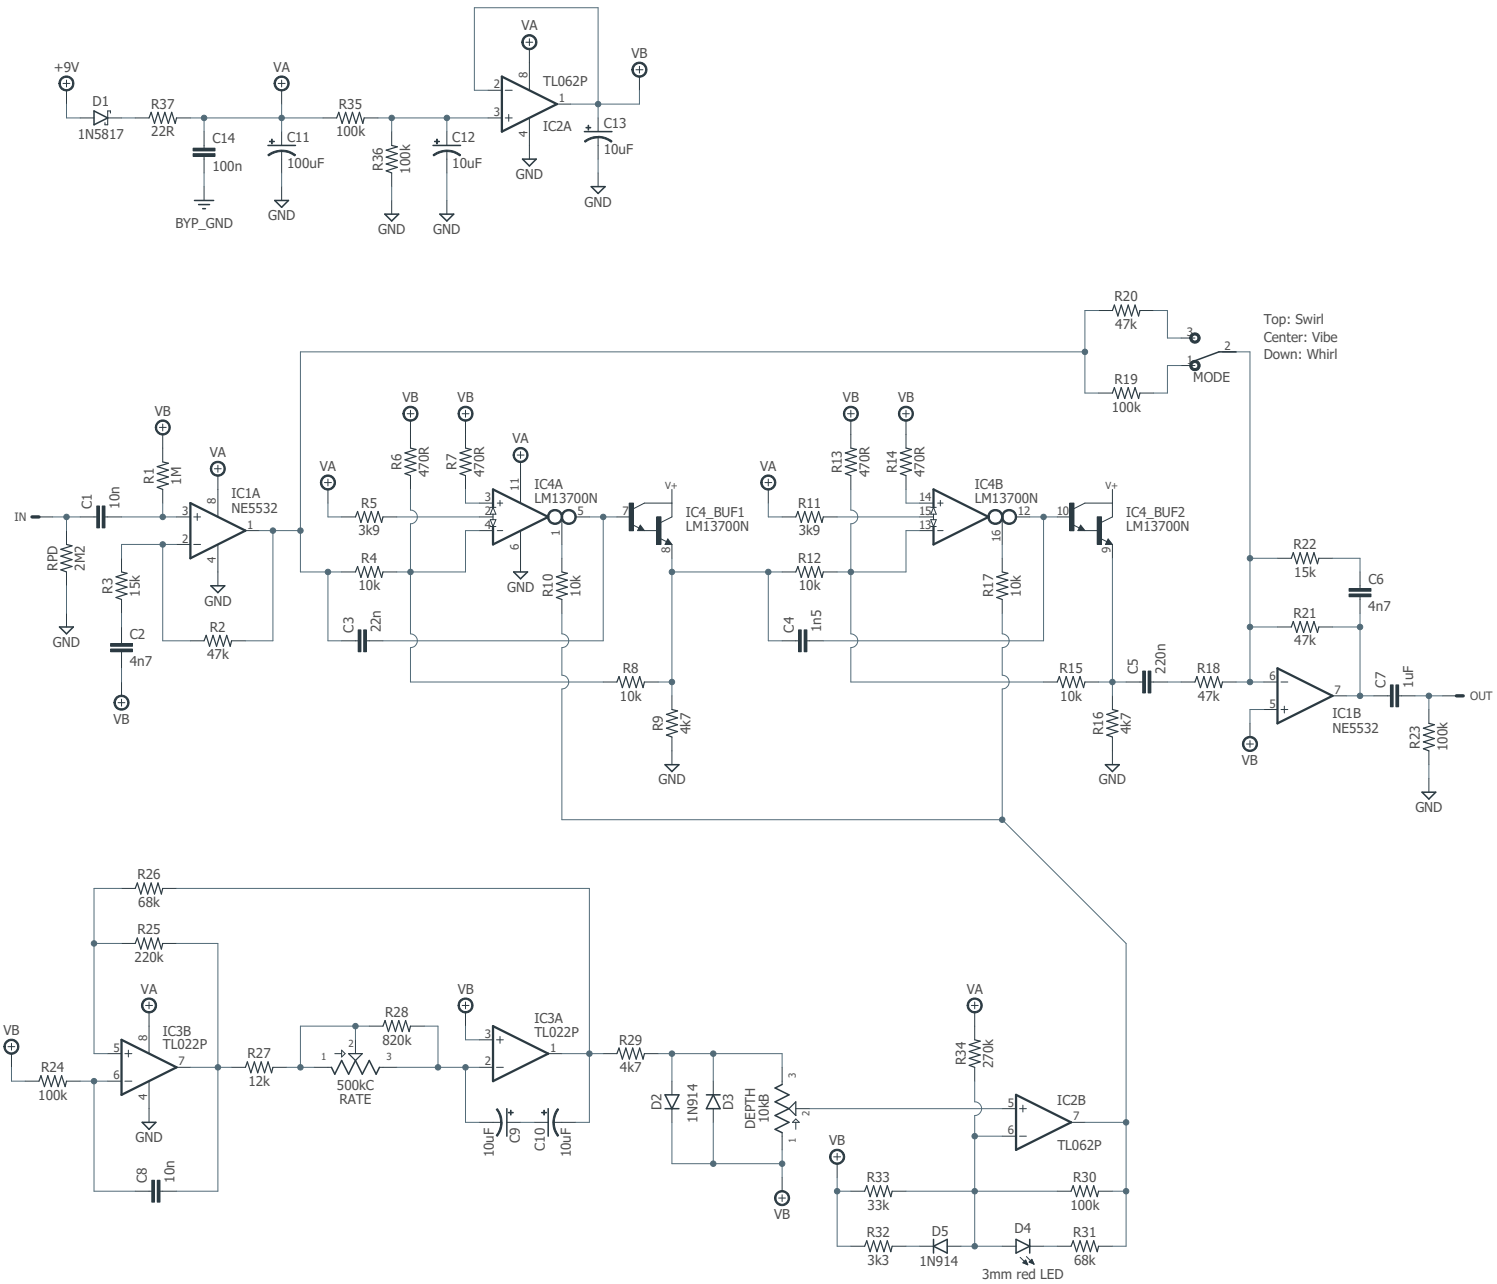 +9V
D1
1N5817
R37
22R
C14
100n
BYP_GND
VA
C11
100uF
GND
R35
100k
R36
100k
GND
C12
10uF
GND
VA
8
TL062P
2
3
1
4
IC2A
GND
C13
10uF
GND
VB
R20
47k
R19
100k
3
1
2
MODE
Top: Swirl
Center: Vibe
Down: Whirl
IN
RPD
2M2
GND
C1
10n
VB
R1
1M
VA
8
IC1A
NE5532
3
2
1
4
GND
R3
15k
C2
4n7
VB
R2
47k
VA
R5
3k9
R4
10k
C3
22n
VB
R6
470R
VB
R7
470R
VA
11
IC4A
LM13700N
3
2
4
5
6
1
GND
R10
10k
7
IC4_BUF1
LM13700N
V+
8
R8
10k
R9
4k7
GND
VA
R11
3k9
R12
10k
C4
1n5
VB
R13
470R
VB
R14
470R
IC4B
LM13700N
14
15
13
12
16
R17
10k
10
IC4_BUF2
LM13700N
V+
9
R15
10k
R16
4k7
GND
C5
220n
R18
47k
R22
15k
C6
4n7
R21
47k
6
5
7
IC1B
NE5532
VB
C7
1uF
OUT
R23
100k
GND
R26
68k
R25
220k
VB
R24
100k
VA
8
IC3B
TL022P
5
6
7
4
GND
C8
10n
R27
12k
R28
820k
1
2
3
500kC
RATE
VB
IC3A
TL022P
3
2
1
10uF
C9
C10
10uF
R29
4k7
D2
1N914
D3
DEPTH
10kB
3
2
1
VB
VA
R34
270k
5
6
7
IC2B
TL062P
VB
R33
33k
R30
100k
R32
3k3
D5
1N914
D4
3mm red LED
R31
68k